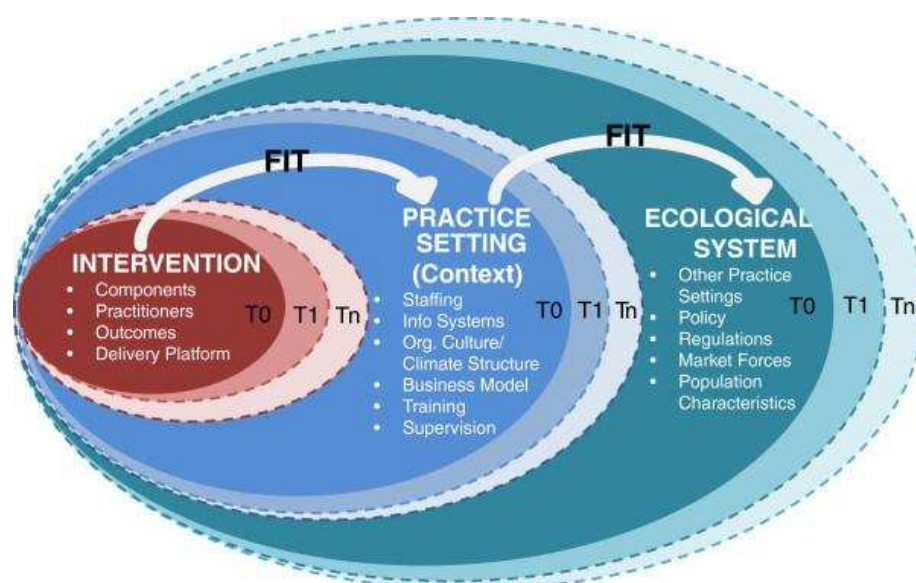 FIT
FIT
INTERVENTION
• Components
• Practitioners
• Outcomes
• Delivery Platform
T0 T1 Tn
PRACTICE
SETTING
(Context)
• Staffing
• Info Systems
• Org. Culture/
Climate Structure
• Business Model
• Training
• Supervision
T0 T1 Tn
ECOLOGICAL
SYSTEM
• Other Practice
Settings
• Policy
• Regulations
• Market Forces
• Population
Characteristics
T0 T1 Tn